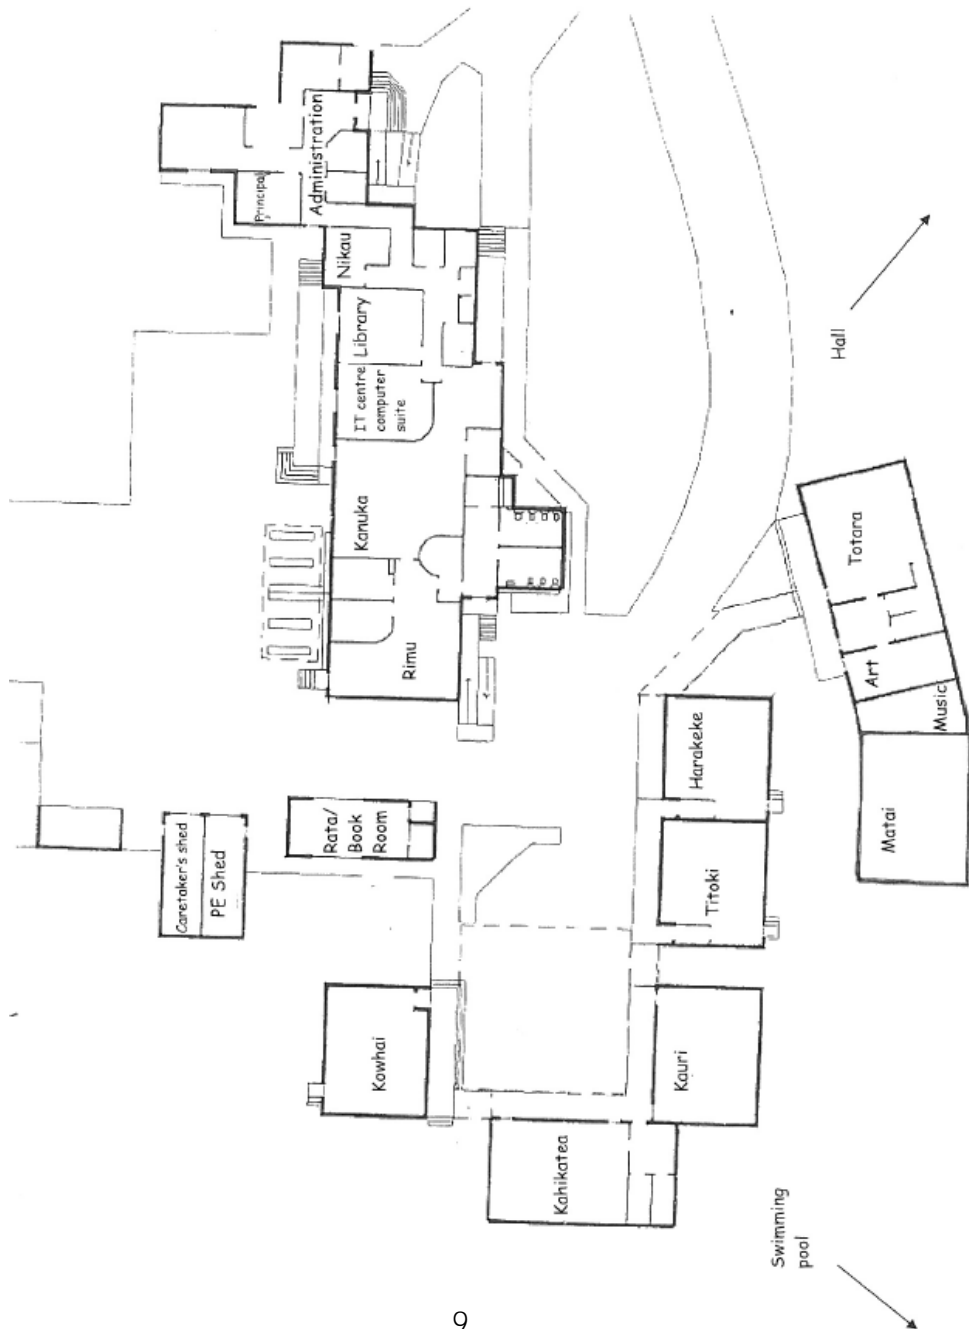 Principal
Administration
Nikau
Library
IT centre
computer
suite
Kanuka
Rimu
Hall
Totara
Art
Music
Matai
Harakeke
Titoki
Rata/
Book
Room
Caretaker's shed
PE Shed
Kowhai
Kauri
Kahikatea
Swimming
pool
9